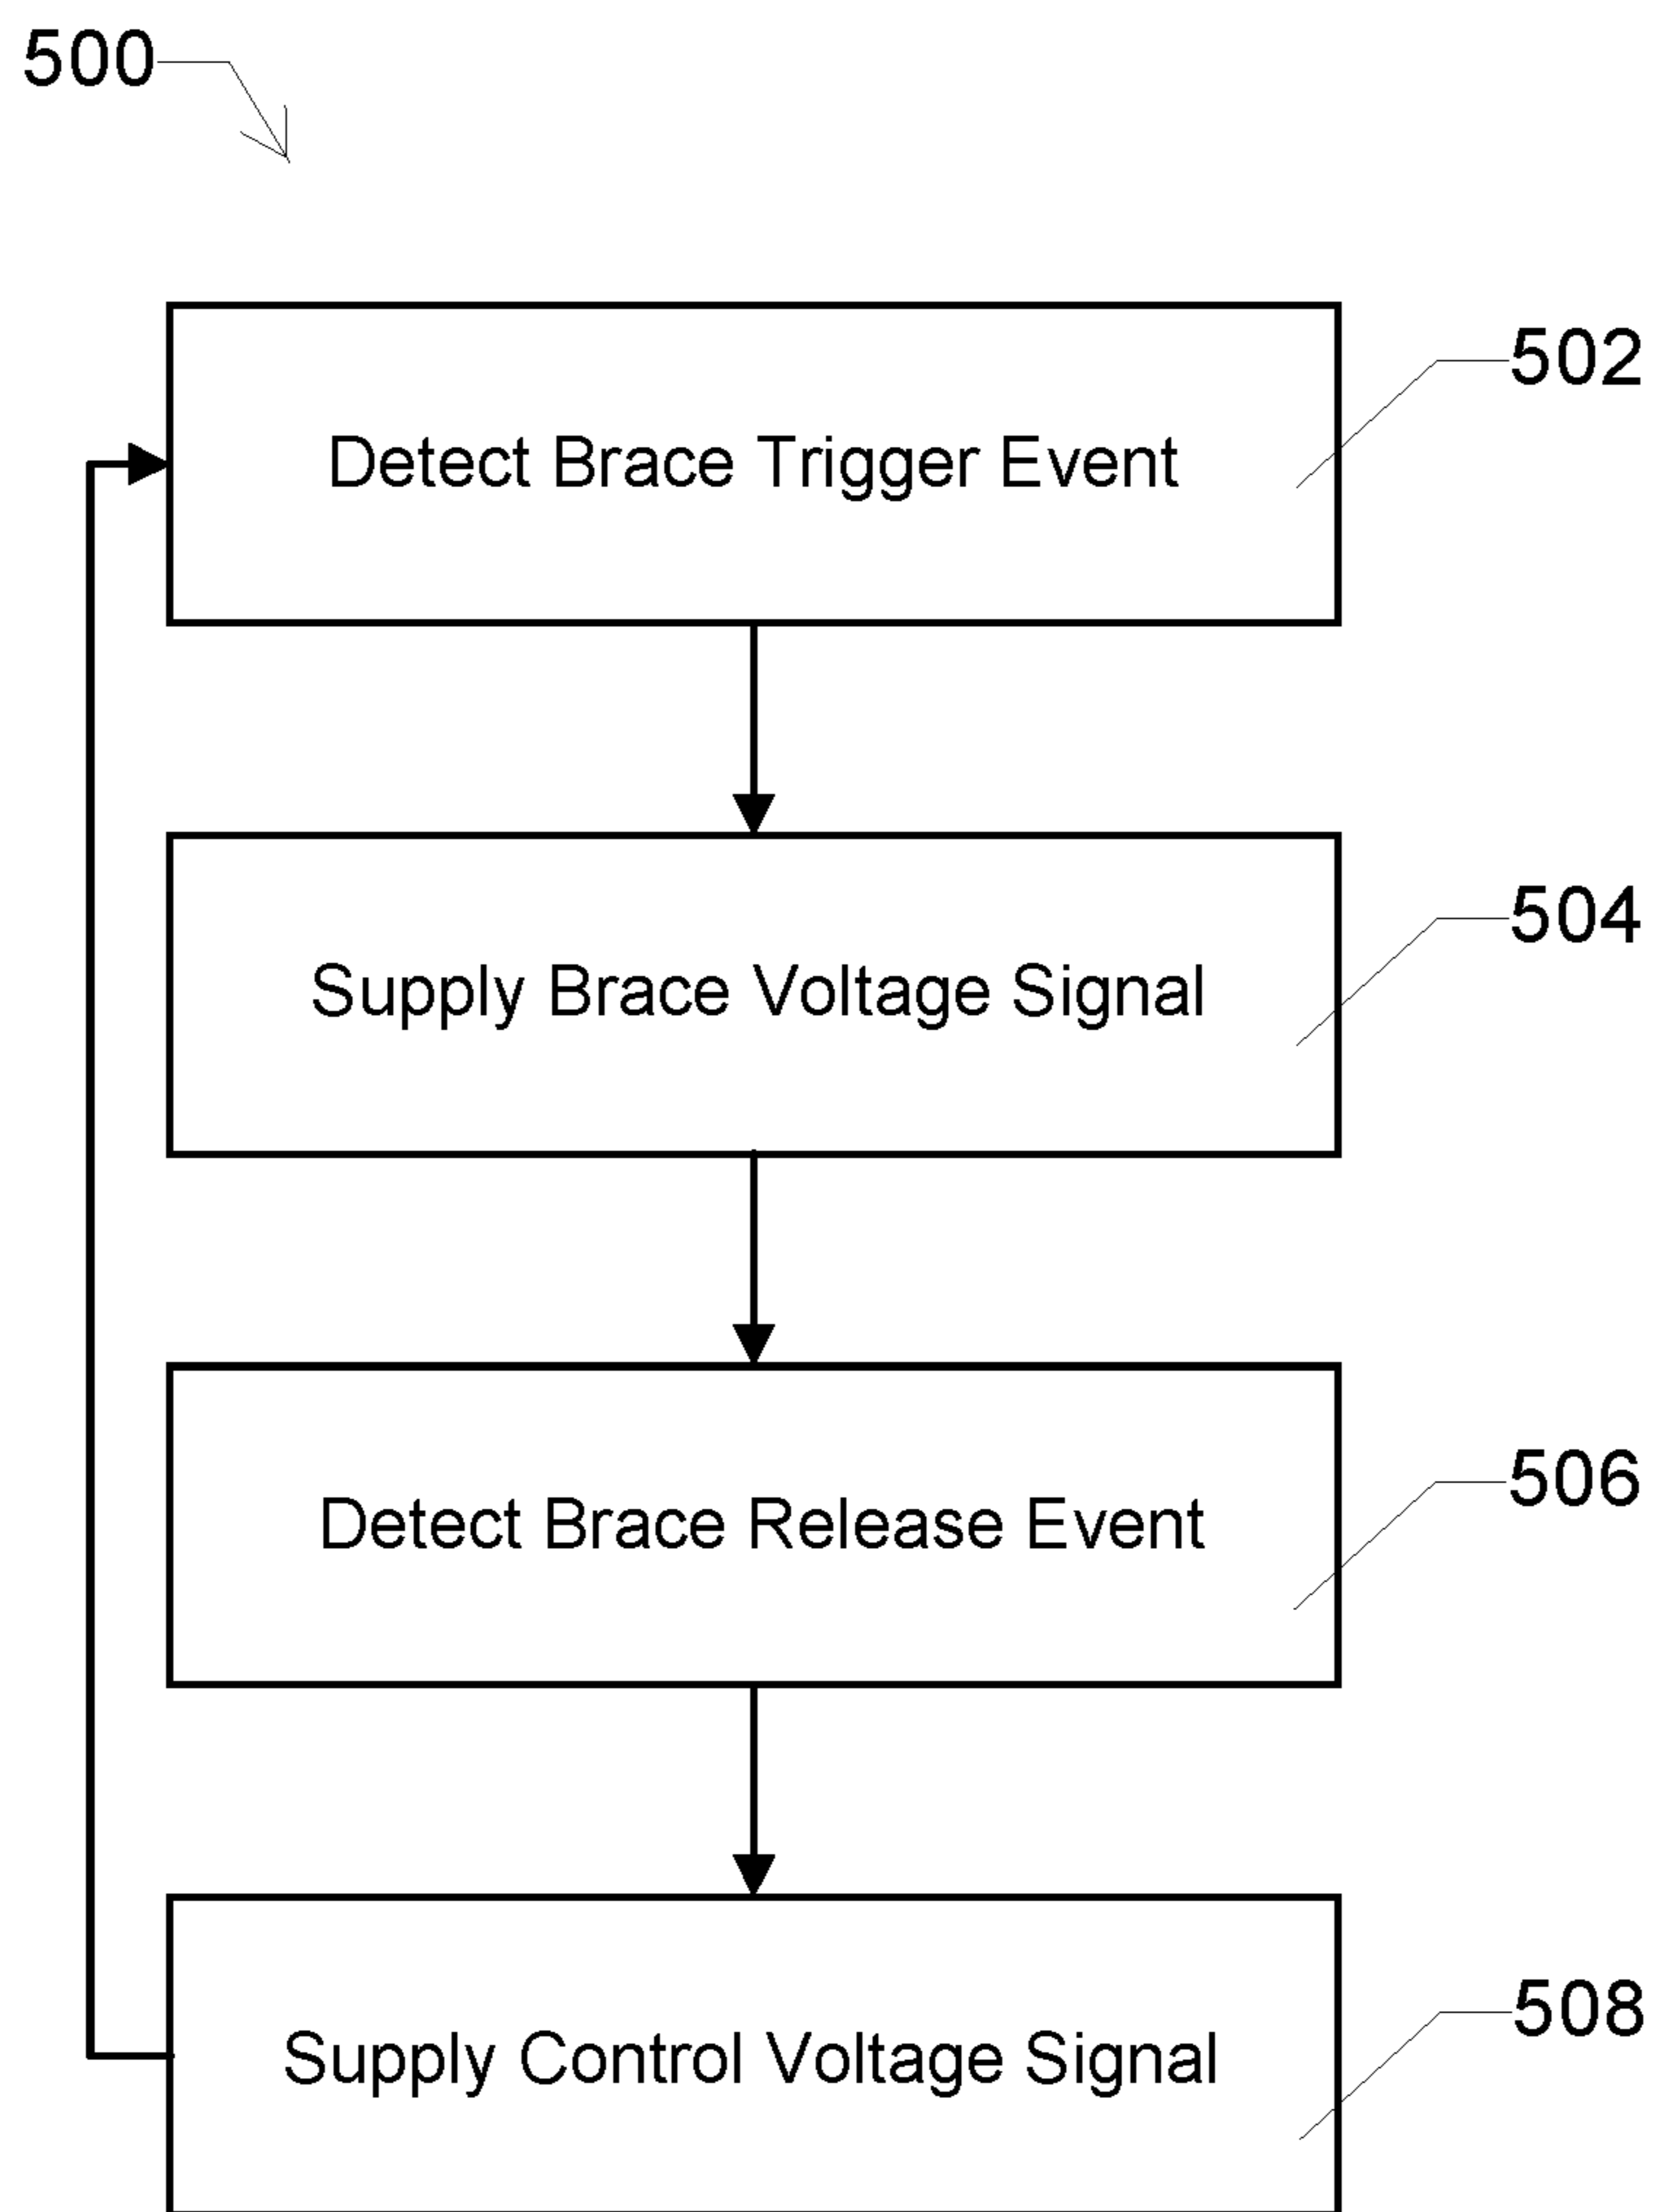 500
502
Detect Brace Trigger Event
504
Supply Brace Voltage Signal
506
Detect Brace Release Event
508
Supply Control Voltage Signal